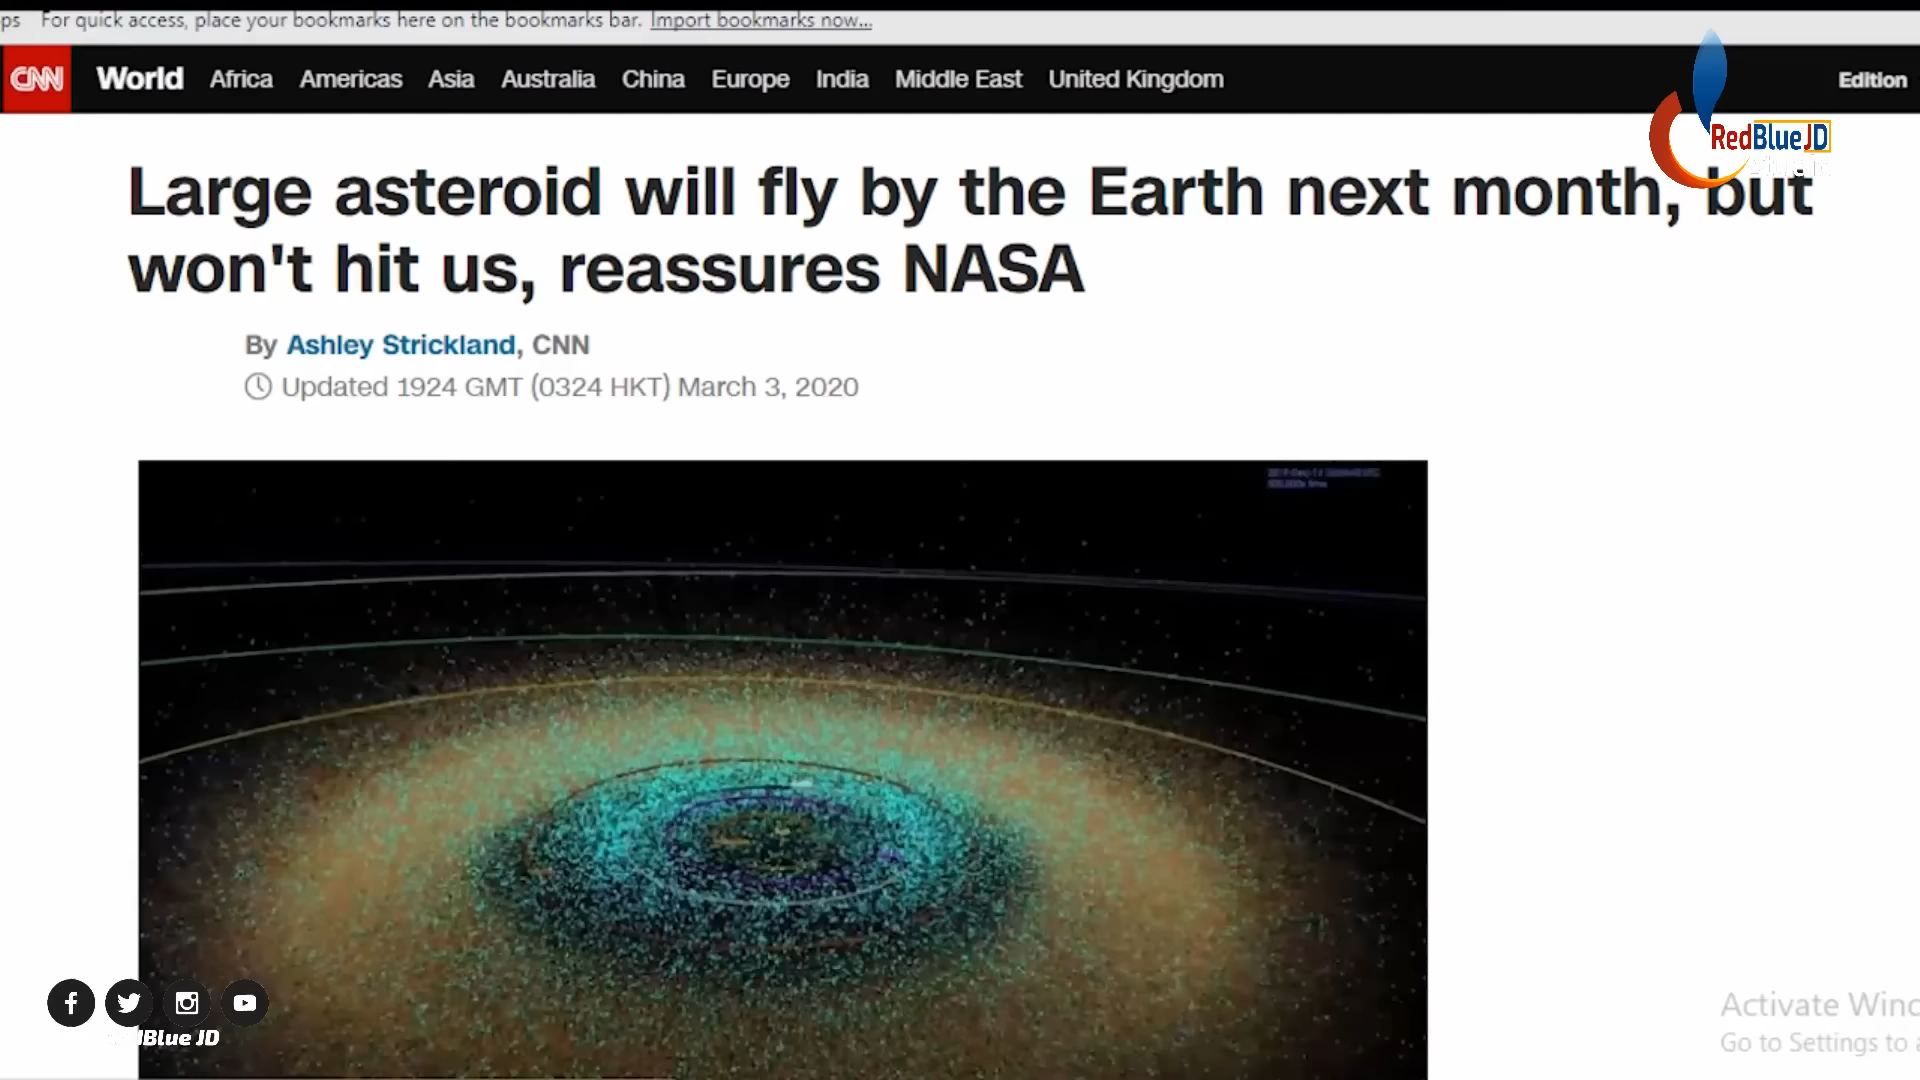 ps For quick access, place your bookmarks here on the bookmarks bar. Import bookmarks now...
CNN World Africa Americas Asia Australia China Europe India Middle East United Kingdom Edition
RedBlue JD
Large asteroid will fly by the Earth next month, but
won't hit us, reassures NASA
By Ashley Strickland, CNN
Updated 1924 GMT (0324 HKT) March 3, 2020
Activate Winc
Go to Settings to a
dBlue JD